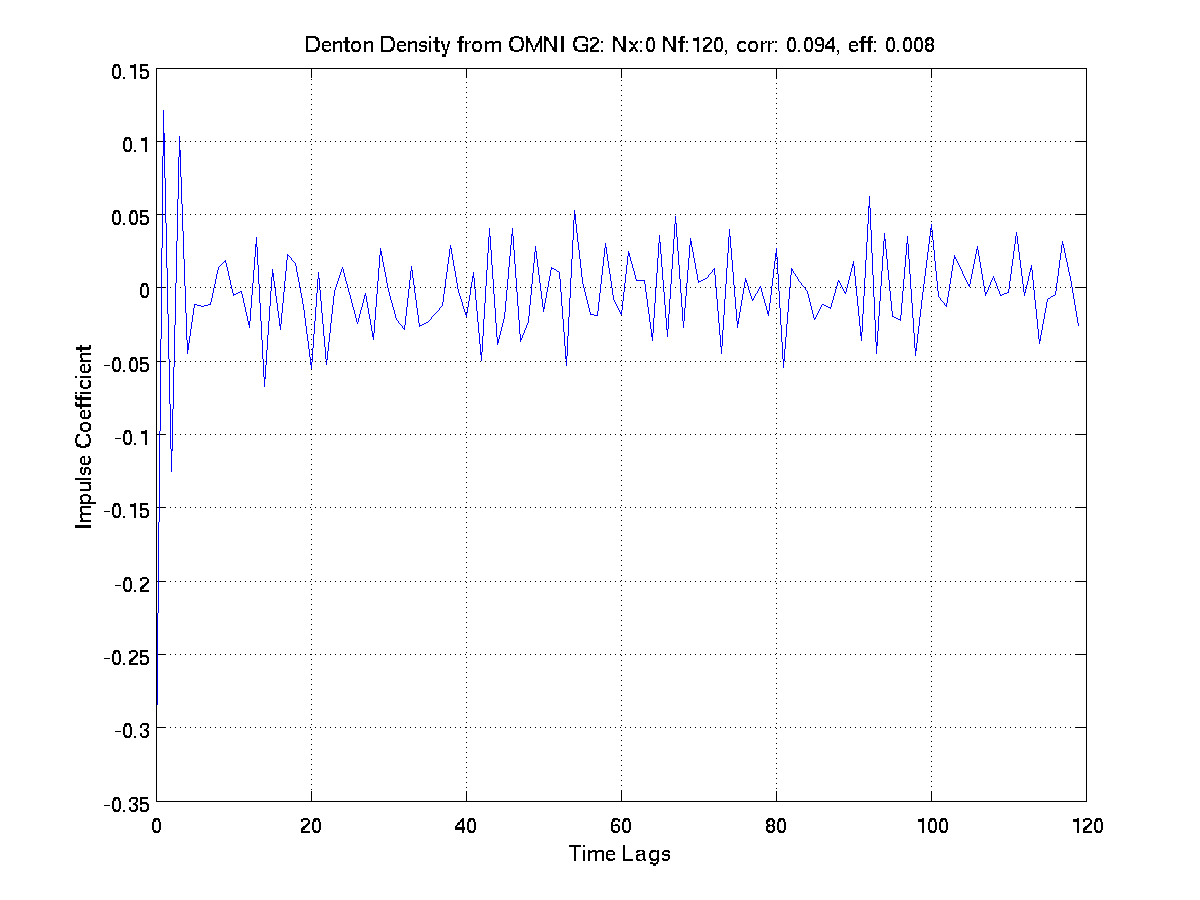 Denton Density from OMNI G2: Nx:0 Nf:120, corr: 0.094, eff: 0.008
0.15
0.1
0.05
0
-0.05
-0.1
-0.15
-0.2
-0.25
-0.3
-0.35
Impulse Coefficient
0 20 40 60 80 100 120
Time Lags